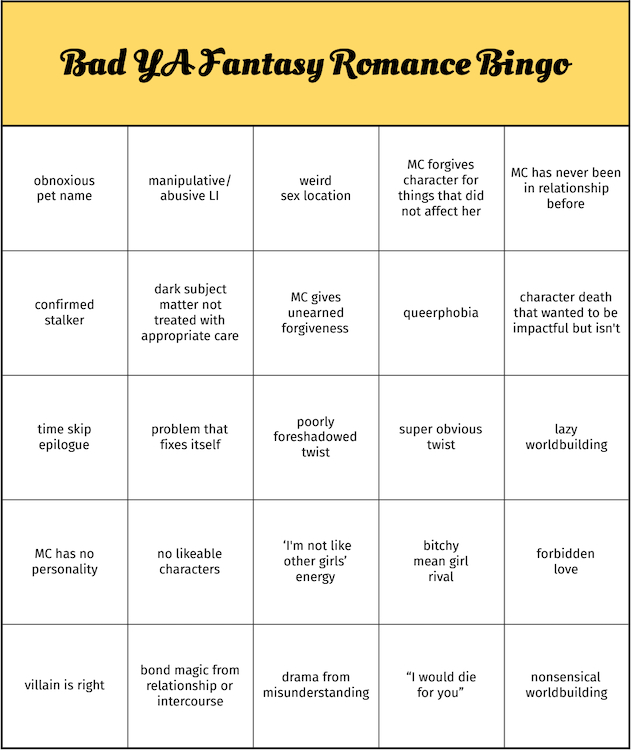 Bad YA Fantasy Romance Bingo
obnoxious
pet name
manipulative/
abusive LI
weird
sex location
MC forgives
character for
things that did
not affect her
MC has never been
in relationship
before
confirmed
stalker
dark subject
matter not
treated with
appropriate care
MC gives
unearned
forgiveness
queerphobia
character death
that wanted to be
impactful but isn't
time skip
epilogue
problem that
fixes itself
poorly
foreshadowed
twist
super obvious
twist
lazy
worldbuilding
MC has no
personality
no likeable
characters
‘I'm not like
other girls’
energy
bitchy
mean girl
rival
forbidden
love
villain is right
bond magic from
relationship or
intercourse
drama from
misunderstanding
“I would die
for you”
nonsensical
worldbuilding